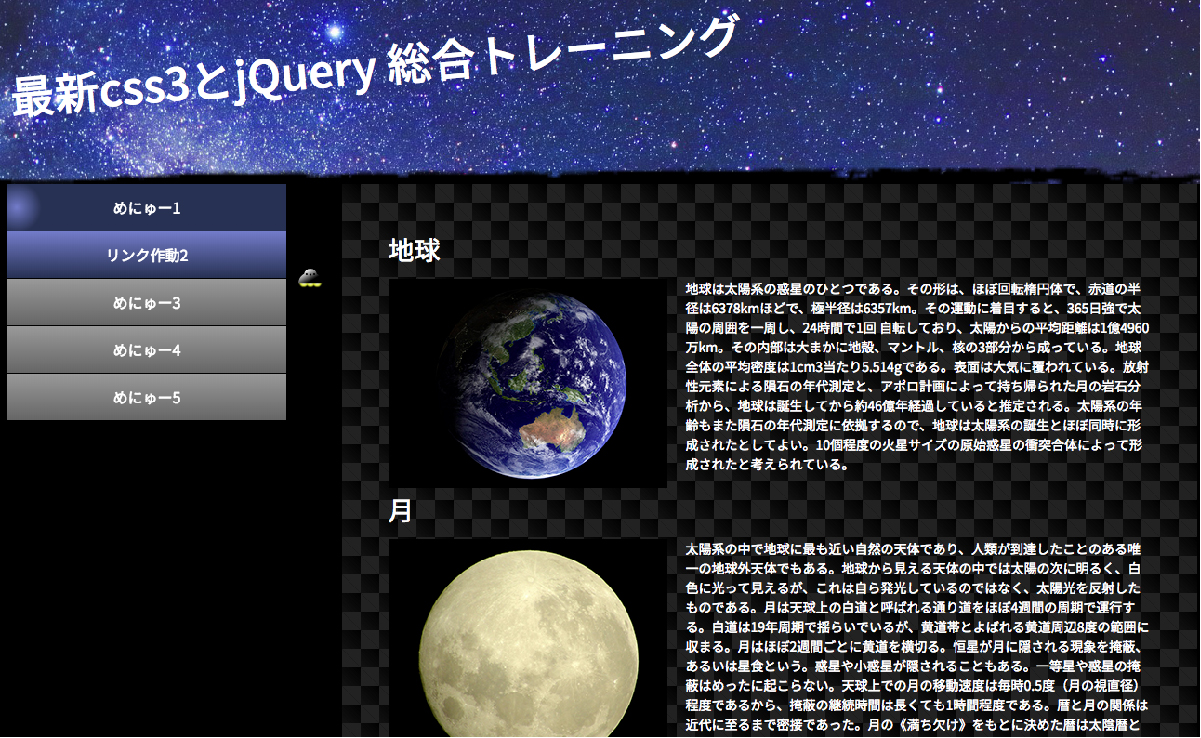 最新css3とjQuery 総合トレーニング
めにゅー1
リンク作動2
めにゅー3
めにゅー4
めにゅー5
地球
地球は太陽系の惑星のひとつである。その形は、ほぼ回転楕円体で、赤道の半
径は6378kmほどで、極半径は6357km。その運動に着目すると、365日強で太
陽の周囲を一周し、24時間で1回 自転しており、太陽からの平均距離は1億4960
万km。その内部は大まかに地殻、マントル、核の3部分から成っている。地球
全体の平均密度は1cm3当たり5.514gである。表面は大気に覆われている。放射
性元素による隕石の年代測定と、アポロ計画によって持ち帰られた月の岩石分
析から、地球は誕生してから約46億年経過していると推定される。太陽系の年
齢もまた隕石の年代測定に依拠するので、地球は太陽系の誕生とほぼ同時に形
成されたとしてよい。10個程度の火星サイズの原始惑星の衝突合体によって形
成されたと考えられている。
月
太陽系の中で地球に最も近い自然の天体であり、人類が到達したことのある唯
一の地球外天体でもある。地球から見える天体の中では太陽の次に明るく、白
色に光って見えるが、これは自ら発光しているのではなく、太陽光を反射した
ものである。月は天球上の白道と呼ばれる通り道をほぼ4週間の周期で運行す
る。白道は19年周期で揺らいでいるが、黄道帯とよばれる黄道周辺8度の範囲に
収まる。月はほぼ2週間ごとに黄道を横切る。恒星が月に隠される現象を掩蔽、
あるいは星食という。惑星や小惑星が隠されることもある。一等星や惑星の掩
蔽はめったに起こらない。天球上での月の移動速度は毎時0.5度（月の視直径）
程度であるから、掩蔽の継続時間は長くても1時間程度である。暦と月の関係は
近代に至るまで密接であった。月の《満ち欠け》をもとに決めた暦は太陰暦と